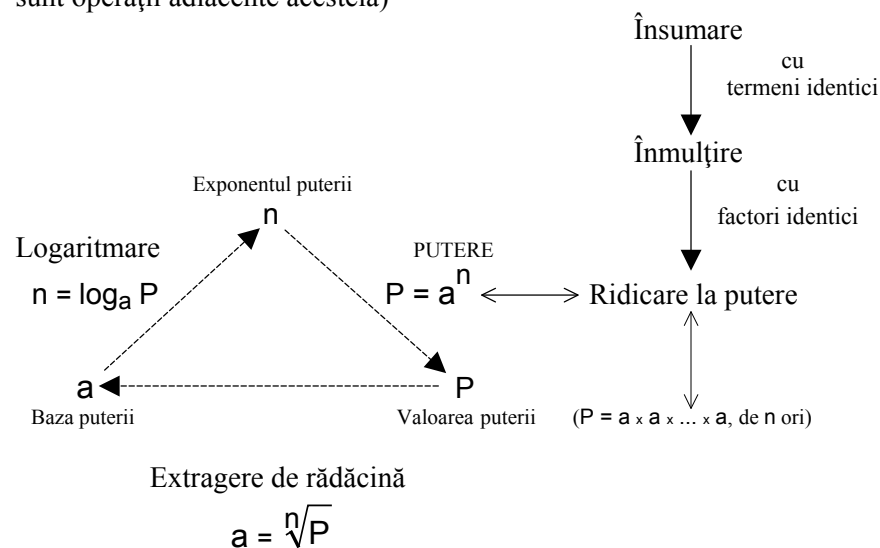 sunt operaţii adiacente acesteia)
Însumare
cu
termeni identici
Înmulţire
cu
factori identici
Exponentul puterii
n
Logaritmare
n = logₐ P
PUTERE
P = aⁿ
Ridicare la putere
a
Baza puterii
P
Valoarea puterii
(P = a x a x ... x a, de n ori)
Extragere de rădăcină
a = ⁿ√P